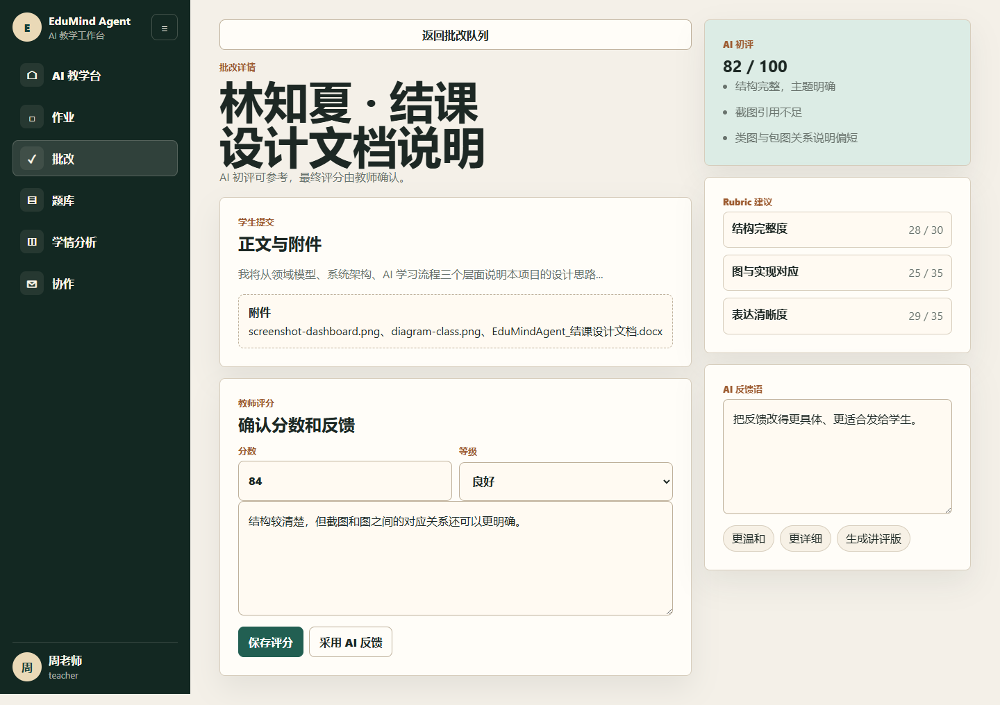 E
EduMind Agent
AI 教学工作台
AI 教学台
作业
批改
题库
学情分析
协作
周
周老师
teacher
返回批改队列
批改详情
林知夏 · 结课
设计文档说明
AI 初评可参考，最终评分由教师确认。
学生提交
正文与附件
我将从领域模型、系统架构、AI 学习流程三个层面说明本项目的设计思路...
附件
screenshot-dashboard.png、diagram-class.png、EduMindAgent_结课设计文档.docx
教师评分
确认分数和反馈
分数
等级
84
良好
结构较清楚，但截图和图之间的对应关系还可以更明确。
保存评分
采用 AI 反馈
AI 初评
82 / 100
结构完整，主题明确
截图引用不足
类图与包图关系说明偏短
Rubric 建议
结构完整度 28 / 30
图与实现对应 25 / 35
表达清晰度 29 / 35
AI 反馈语
把反馈改得更具体、更适合发给学生。
更温和
更详细
生成讲评版